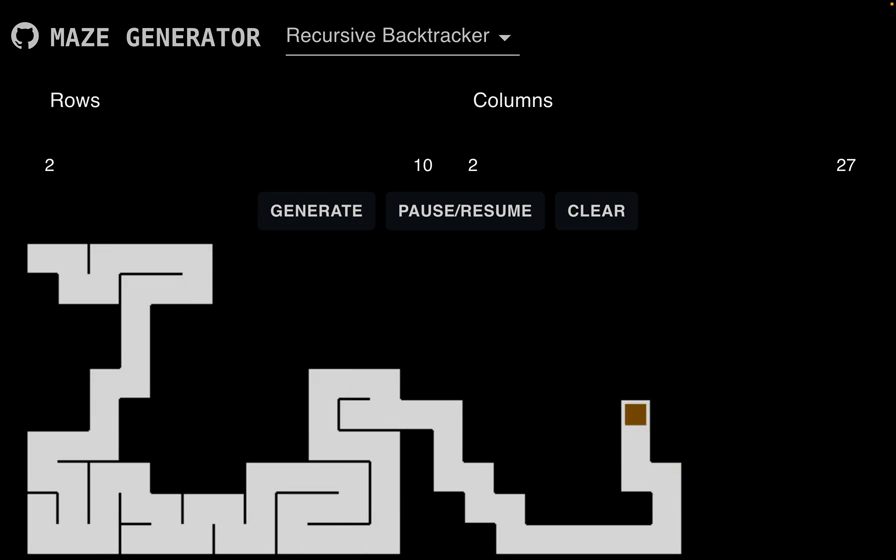 MAZE GENERATOR Recursive Backtracker
Rows Columns
2 10 2 27
GENERATE PAUSE/RESUME CLEAR